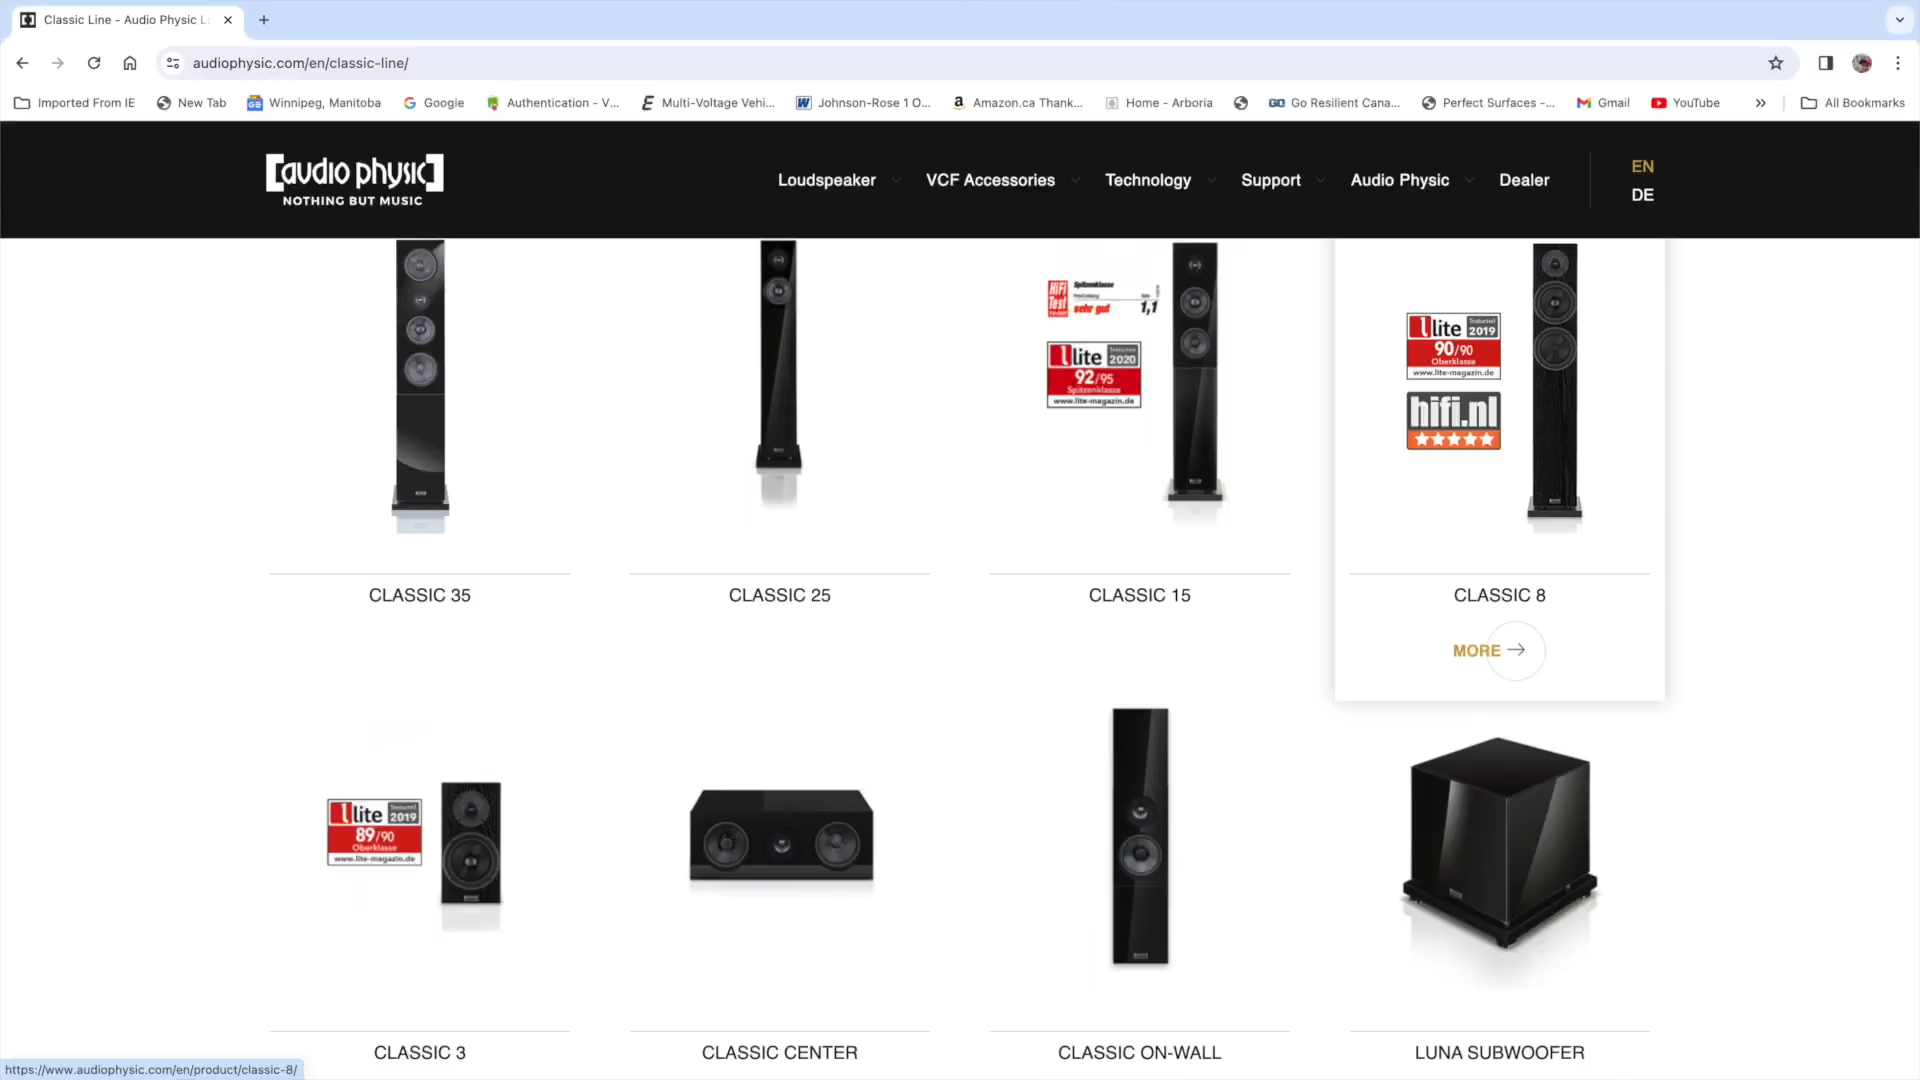 Classic Line - Audio Physic L
audiophysic.com/en/classic-line/
Imported From IE
New Tab
Winnipeg, Manitoba
Google
Authentication - V...
Multi-Voltage Vehi...
Johnson-Rose 1 O...
Amazon.ca Thank...
Home - Arboria
Go Resilient Cana...
Perfect Surfaces -...
Gmail
YouTube
All Bookmarks
[audio physic]
NOTHING BUT MUSIC
Loudspeaker
VCF Accessories
Technology
Support
Audio Physic
Dealer
EN
DE
HiFi Test
Spitzenklasse
sehr gut
1,1
lite
2020
92/95
Spitzenklasse
www.lite-magazin.de
lite
Testurteil
2019
90/90
Oberklasse
www.lite-magazin.de
hifi.nl
CLASSIC 35
CLASSIC 25
CLASSIC 15
CLASSIC 8
MORE
lite
Testurteil
2019
89/90
Oberklasse
www.lite-magazin.de
CLASSIC 3
CLASSIC CENTER
CLASSIC ON-WALL
LUNA SUBWOOFER
https://www.audiophysic.com/en/product/classic-8/